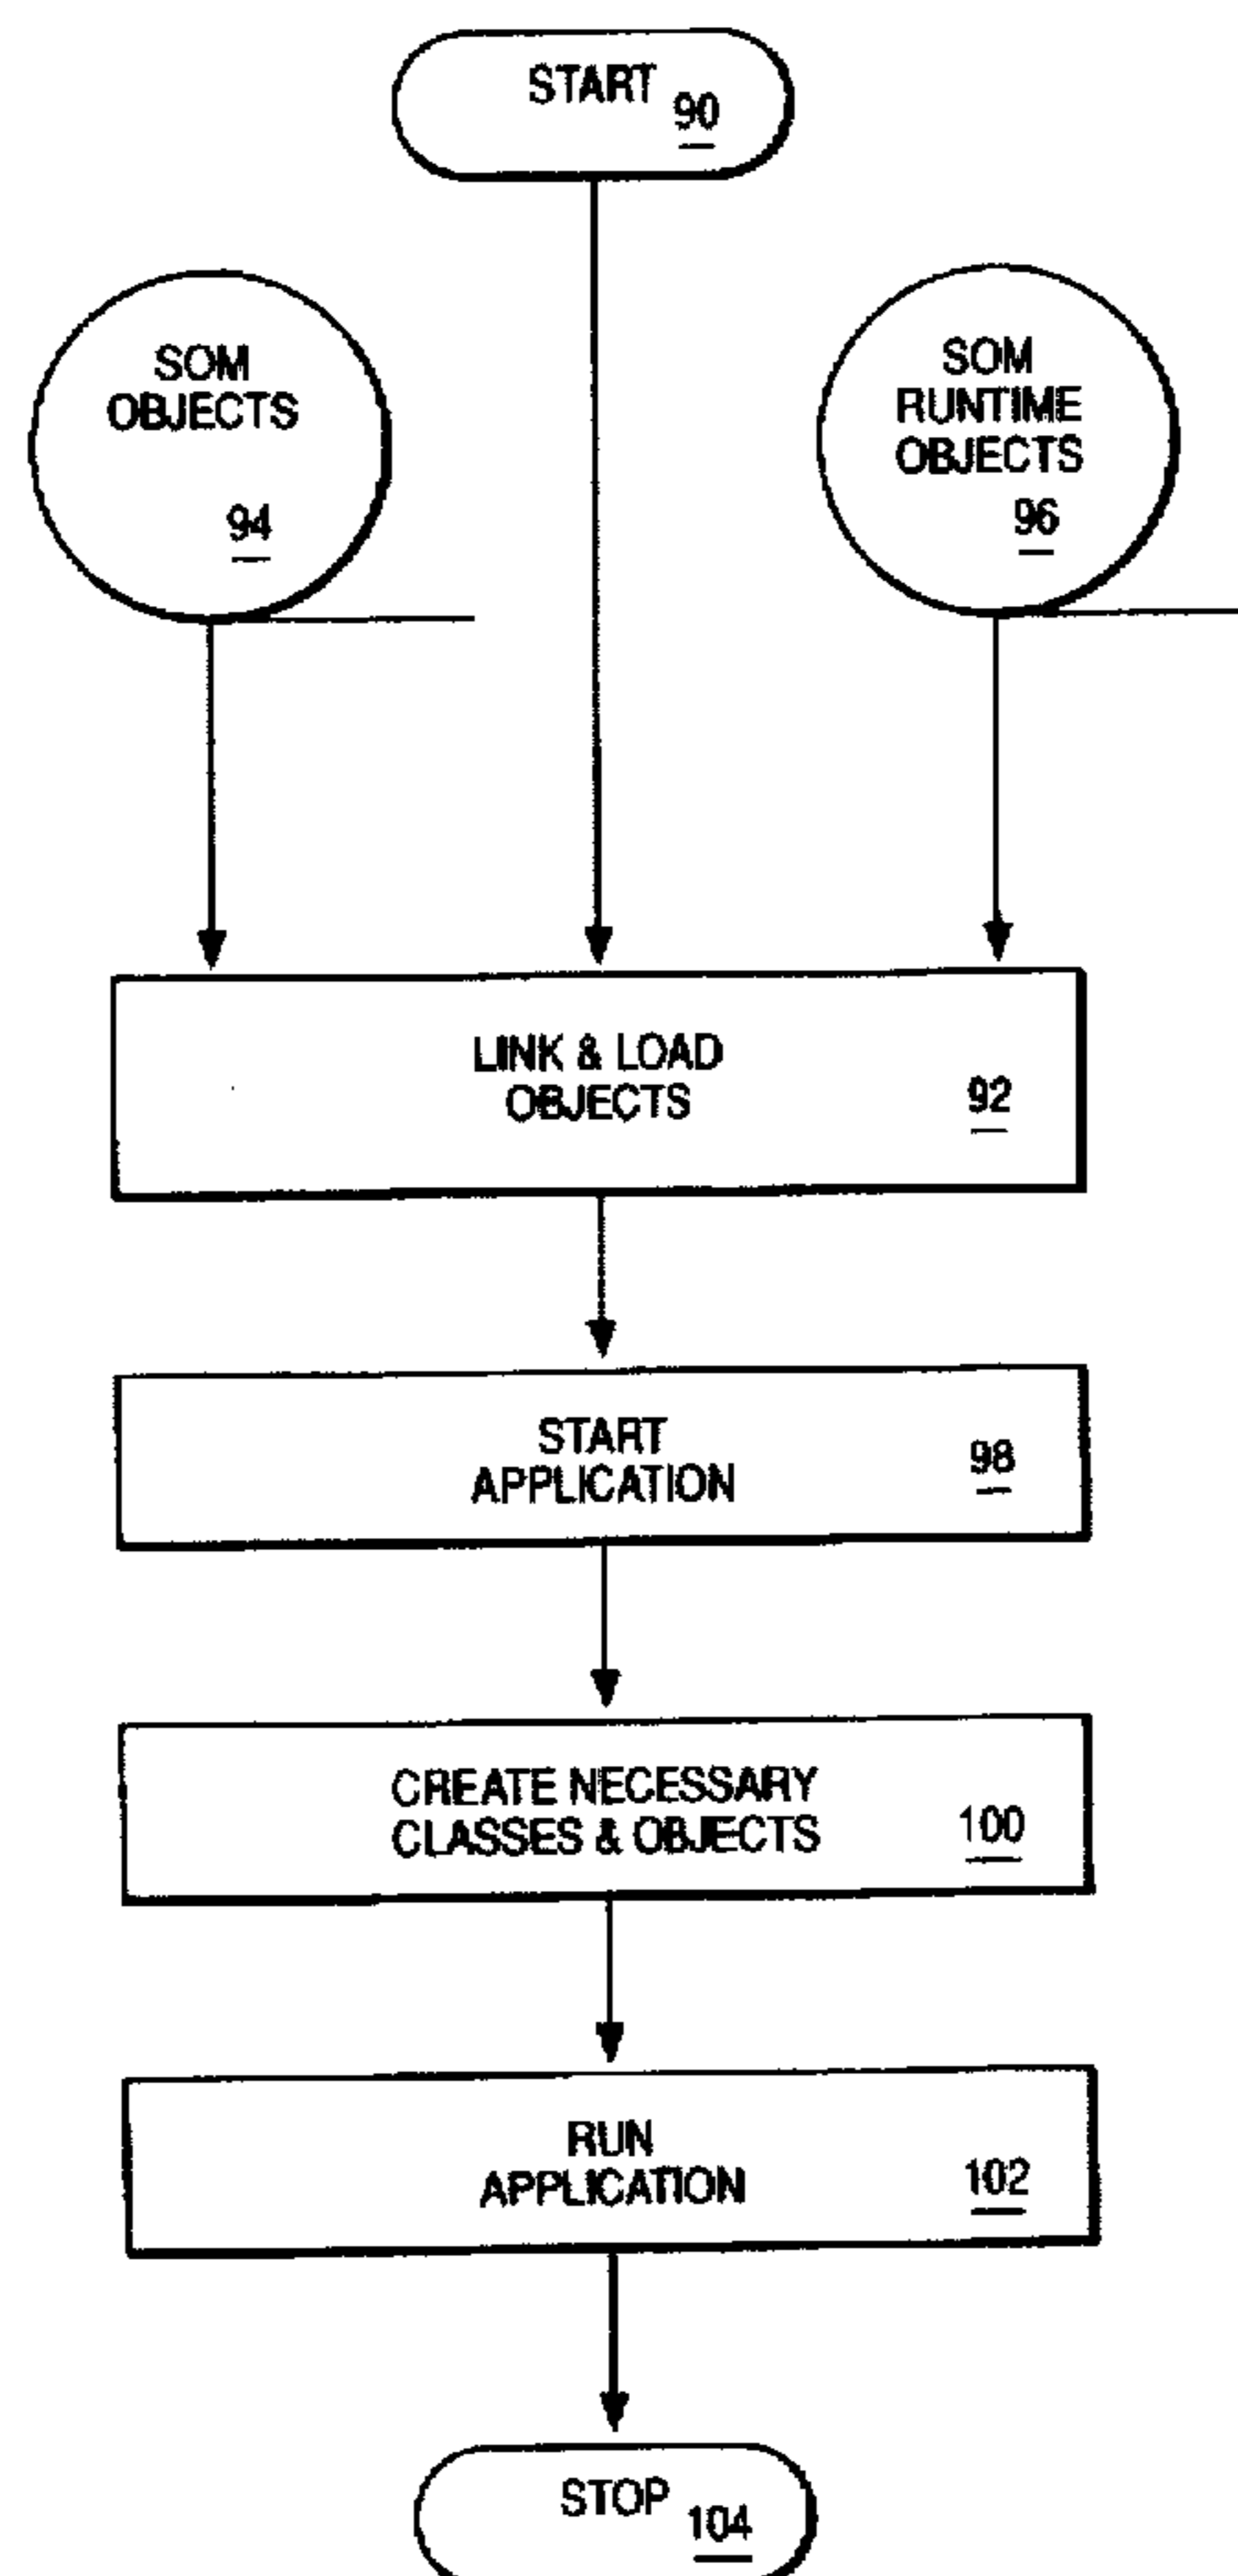 START
90
SOM
OBJECTS
94
SOM
RUNTIME
OBJECTS
96
LINK & LOAD
OBJECTS
92
START
APPLICATION
98
CREATE NECESSARY
CLASSES & OBJECTS
100
RUN
APPLICATION
102
STOP
104